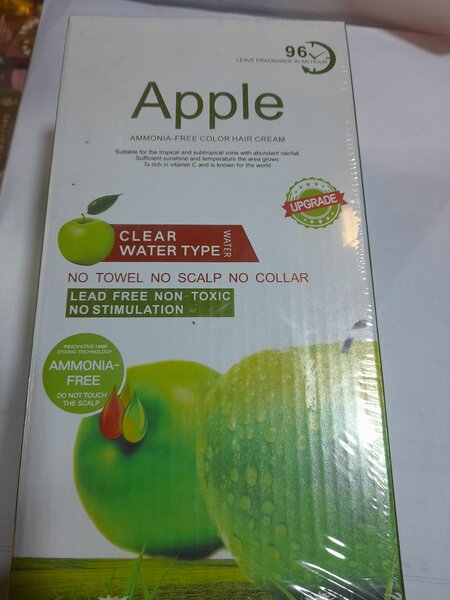 96
LEAVE FRAGRANCE IN AN HOUR
Apple
AMMONIA-FREE COLOR HAIR CREAM
Suitable for the tropical and subtropical zone with abundant rainfall
Sufficient sunshine and temperature the area grows
Ts rich in vitamin C and is known for the world
UPGRADE
CLEAR
WATER TYPE
WATER
NO TOWEL NO SCALP NO COLLAR
LEAD FREE NON-TOXIC
NO STIMULATION
INNOVATIVE HAIR
DYEING TECHNOLOGY
AMMONIA-
FREE
DO NOT TOUCH
THE SCALP